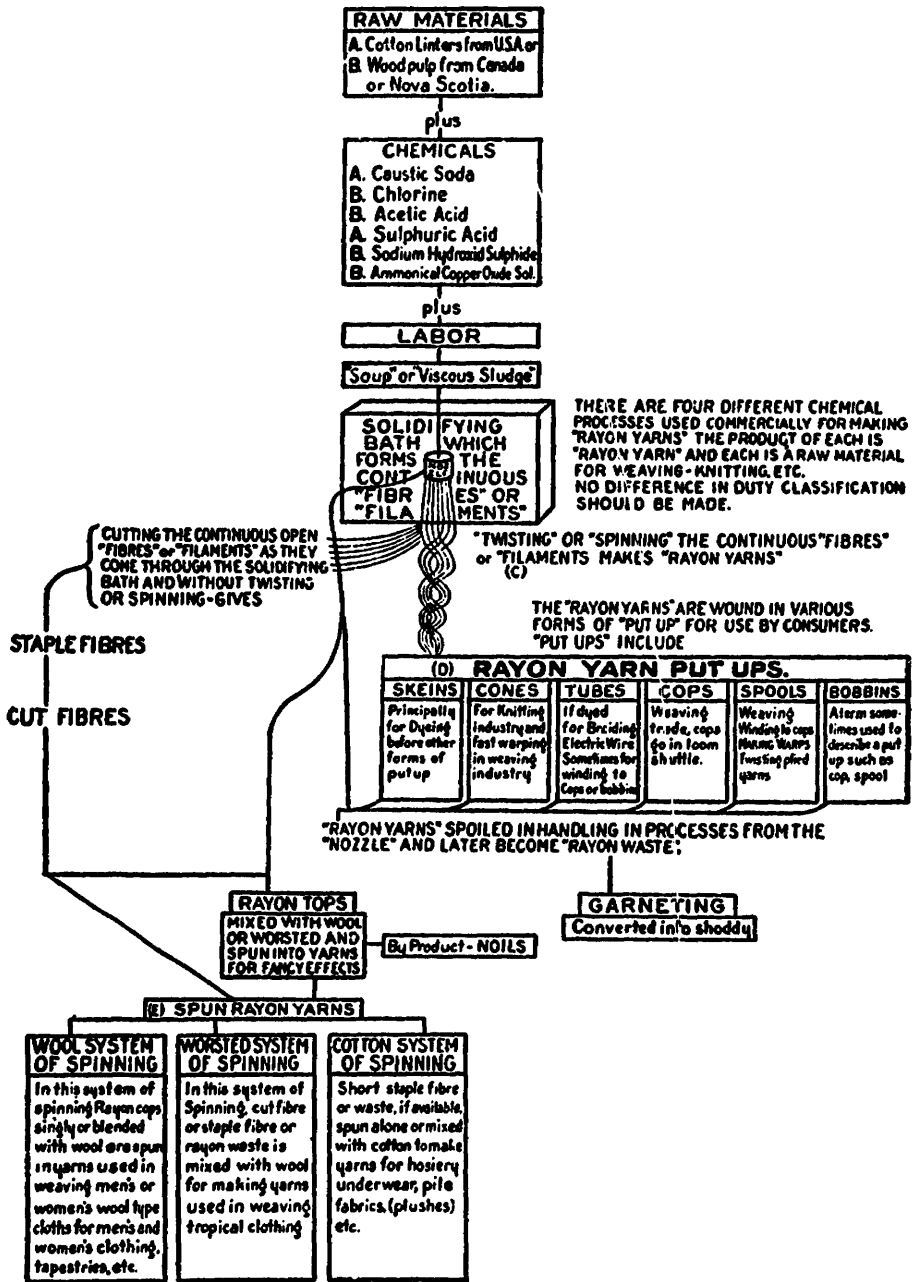 RAW MATERIALS
A. Cotton Linters from U.S.A or
B. Wood pulp from Canada
or Nova Scotia.
plus
CHEMICALS
A. Caustic Soda
B. Chlorine
B. Acetic Acid
A. Sulphuric Acid
B. Sodium Hydroxid Sulphide
B. Ammonical Copper Oxide Sol.
plus
LABOR
"Soup" or "Viscous Sludge"
SOLIDIFYING
BATH WHICH
FORMS THE
CONT INUOUS
"FIBR ES" OR
"FILA MENTS"
THERE ARE FOUR DIFFERENT CHEMICAL
PROCESSES USED COMMERCIALLY FOR MAKING
"RAYON YARNS" THE PRODUCT OF EACH IS
"RAYON YARN" AND EACH IS A RAW MATERIAL
FOR WEAVING-KNITTING, ETC.
NO DIFFERENCE IN DUTY CLASSIFICATION
SHOULD BE MADE.
CUTTING THE CONTINUOUS OPEN
"FIBRES" or "FILAMENTS" AS THEY
COME THROUGH THE SOLIDIFYING
BATH AND WITHOUT TWISTING
OR SPINNING-GIVES
"TWISTING" OR "SPINNING" THE CONTINUOUS "FIBRES"
or "FILAMENTS MAKES "RAYON YARNS"
(C)
THE "RAYON YARNS" ARE WOUND IN VARIOUS
FORMS OF "PUT UP" FOR USE BY CONSUMERS.
"PUT UPS" INCLUDE
STAPLE FIBRES
CUT FIBRES
(D) RAYON YARN PUT UPS.
SKEINS
Principally
for Dyeing
before other
forms of
put up
CONES
For Knitting
industry and
fast warping
in weaving
industry
TUBES
If dyed
for Breiding
Electric Wire
Sometimes for
winding to
Cops or bobbins
COPS
Weaving
trade, cops
go in loom
shuttle.
SPOOLS
Weaving
Winding to cops
MAKING WARPS
Twisting plied
yarns
BOBBINS
A term some-
times used to
describe a put
up such as
cop, spool
"RAYON YARNS" SPOILED IN HANDLING IN PROCESSES FROM THE
"NOZZLE" AND LATER BECOME "RAYON WASTE",
RAYON TOPS
MIXED WITH WOOL
OR WORSTED AND
SPUN INTO YARNS
FOR FANCY EFFECTS
By Product - NOILS
GARNETING
Converted into shoddy
(E) SPUN RAYON YARNS
WOOL SYSTEM
OF SPINNING
In this system of
spinning Rayon cops
singly or blended
with wool are spun
in yarns used in
weaving men's or
women's wool type
cloths for men's and
women's clothing,
tapestries, etc.
WORSTED SYSTEM
OF SPINNING
In this system of
Spinning, cut fibre
or staple fibre or
rayon waste is
mixed with wool
for making yarns
used in weaving
tropical clothing
COTTON SYSTEM
OF SPINNING
Short staple fibre
or waste, if available,
spun alone or mixed
with cotton to make
yarns for hosiery
underwear, pile
fabrics, (plushes)
etc.